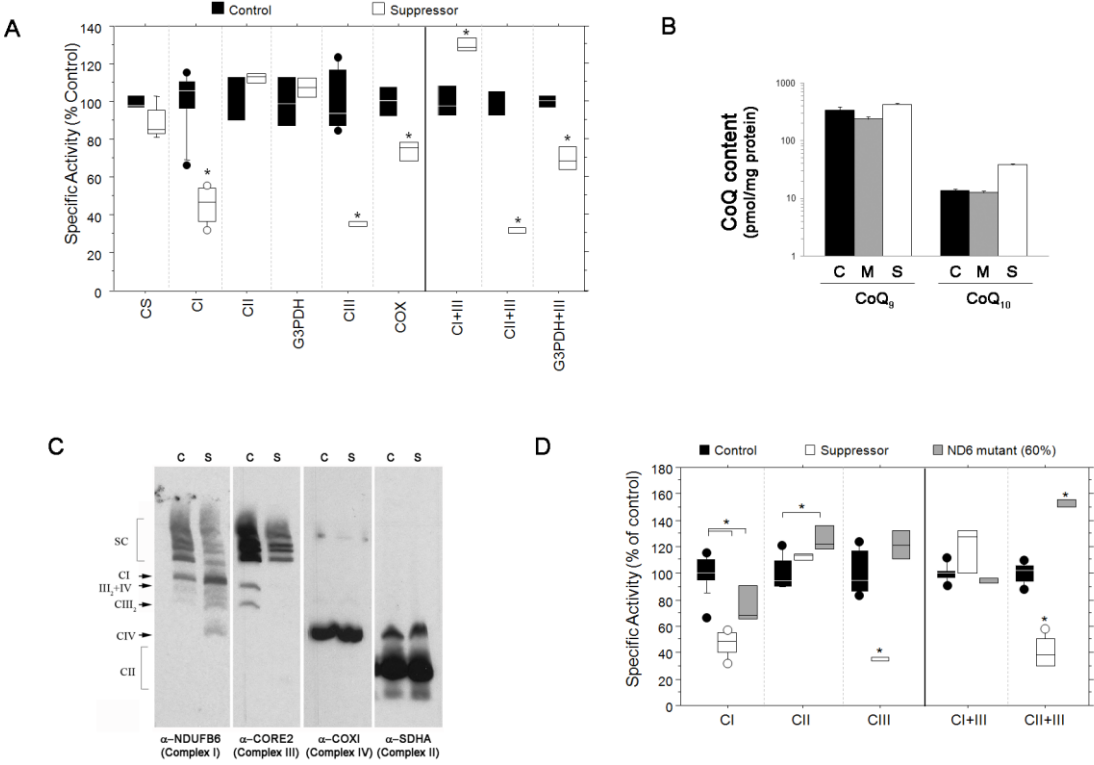 A
Control
Suppressor
Specific Activity (% Control)
140
120
100
80
60
40
20
0
*
*
*
*
*
*
CS
CI
CII
G3PDH
CIII
COX
CI+III
CII+III
G3PDH+III
B
CoQ content
(pmol/mg protein)
1000
100
10
1
C M S C M S
CoQ9 CoQ10
C
C S C S C S C S
SC
CI
III2+IV
CIII2
CIV
CII
α-NDUFB6 α-CORE2 α-COXI α-SDHA
(Complex I) (Complex III) (Complex IV) (Complex II)
D
Control
Suppressor
ND6 mutant (60%)
Specific Activity (% of control)
180
160
140
120
100
80
60
40
20
0
*
*
*
*
*
CI CII CIII CI+III CII+III